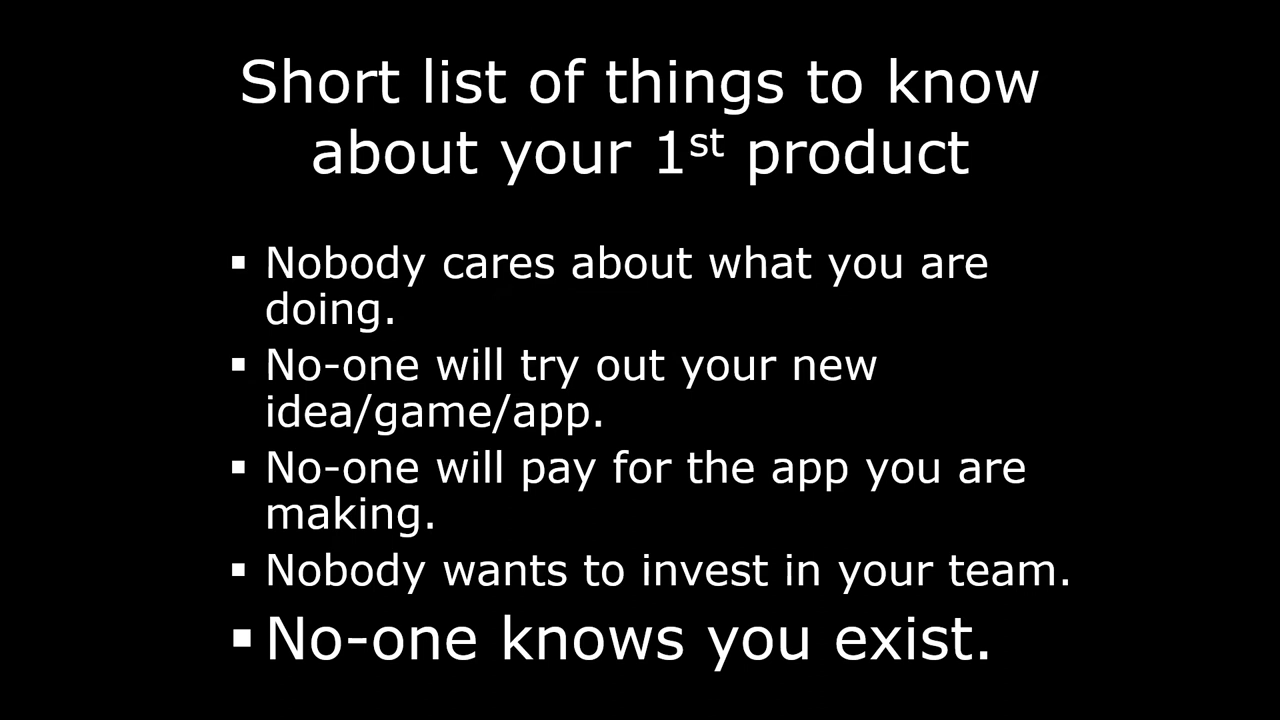 Short list of things to know
about your 1st product
▪ Nobody cares about what you are
doing.
▪ No-one will try out your new
idea/game/app.
▪ No-one will pay for the app you are
making.
▪ Nobody wants to invest in your team.
▪ No-one knows you exist.